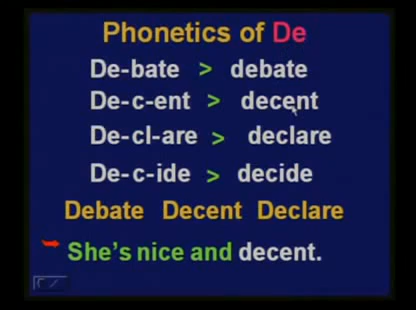 Phonetics of De
De-bate > debate
De-c-ent > decent
De-cl-are > declare
De-c-ide > decide
Debate Decent Declare
She's nice and decent.